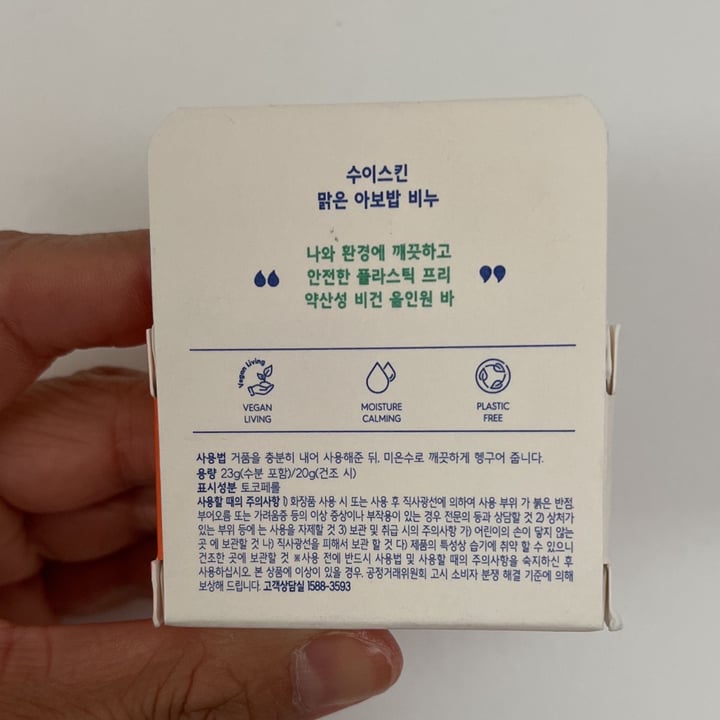 수이스킨
맑은 아보밥 비누
나와 환경에 깨끗하고
안전한 플라스틱 프리
약산성 비건 올인원 바
Vegan Living
VEGAN
LIVING
MOISTURE
CALMING
PLASTIC
FREE
사용법 거품을 충분히 내어 사용해준 뒤, 미온수로 깨끗하게 헹구어 줍니다.
용량 23g(수분 포함)/20g(건조 시)
표시성분 토코페롤
사용할 때의 주의사항 1) 화장품 사용 시 또는 사용 후 직사광선에 의하여 사용 부위 가 붉은 반점,
부어오름 또는 가려움증 등의 이상 증상이나 부작용이 있는 경우 전문의 등과 상담할 것 2) 상처가
있는 부위 등에 는 사용을 자제할 것 3) 보관 및 취급 시의 주의사항 가) 어린이의 손이 닿지 않는
곳 에 보관할 것 나) 직사광선을 피해서 보관 할 것 다) 제품의 특성상 습기에 취약 할 수 있으니
건조한 곳에 보관할 것 ※사용 전에 반드시 사용법 및 사용할 때의 주의사항을 숙지하신 후
사용하십시오. 본 상품에 이상이 있을 경우, 공정거래위원회 고시 소비자 분쟁 해결 기준에 의해
보상해 드립니다. 고객상담실 1588-3593